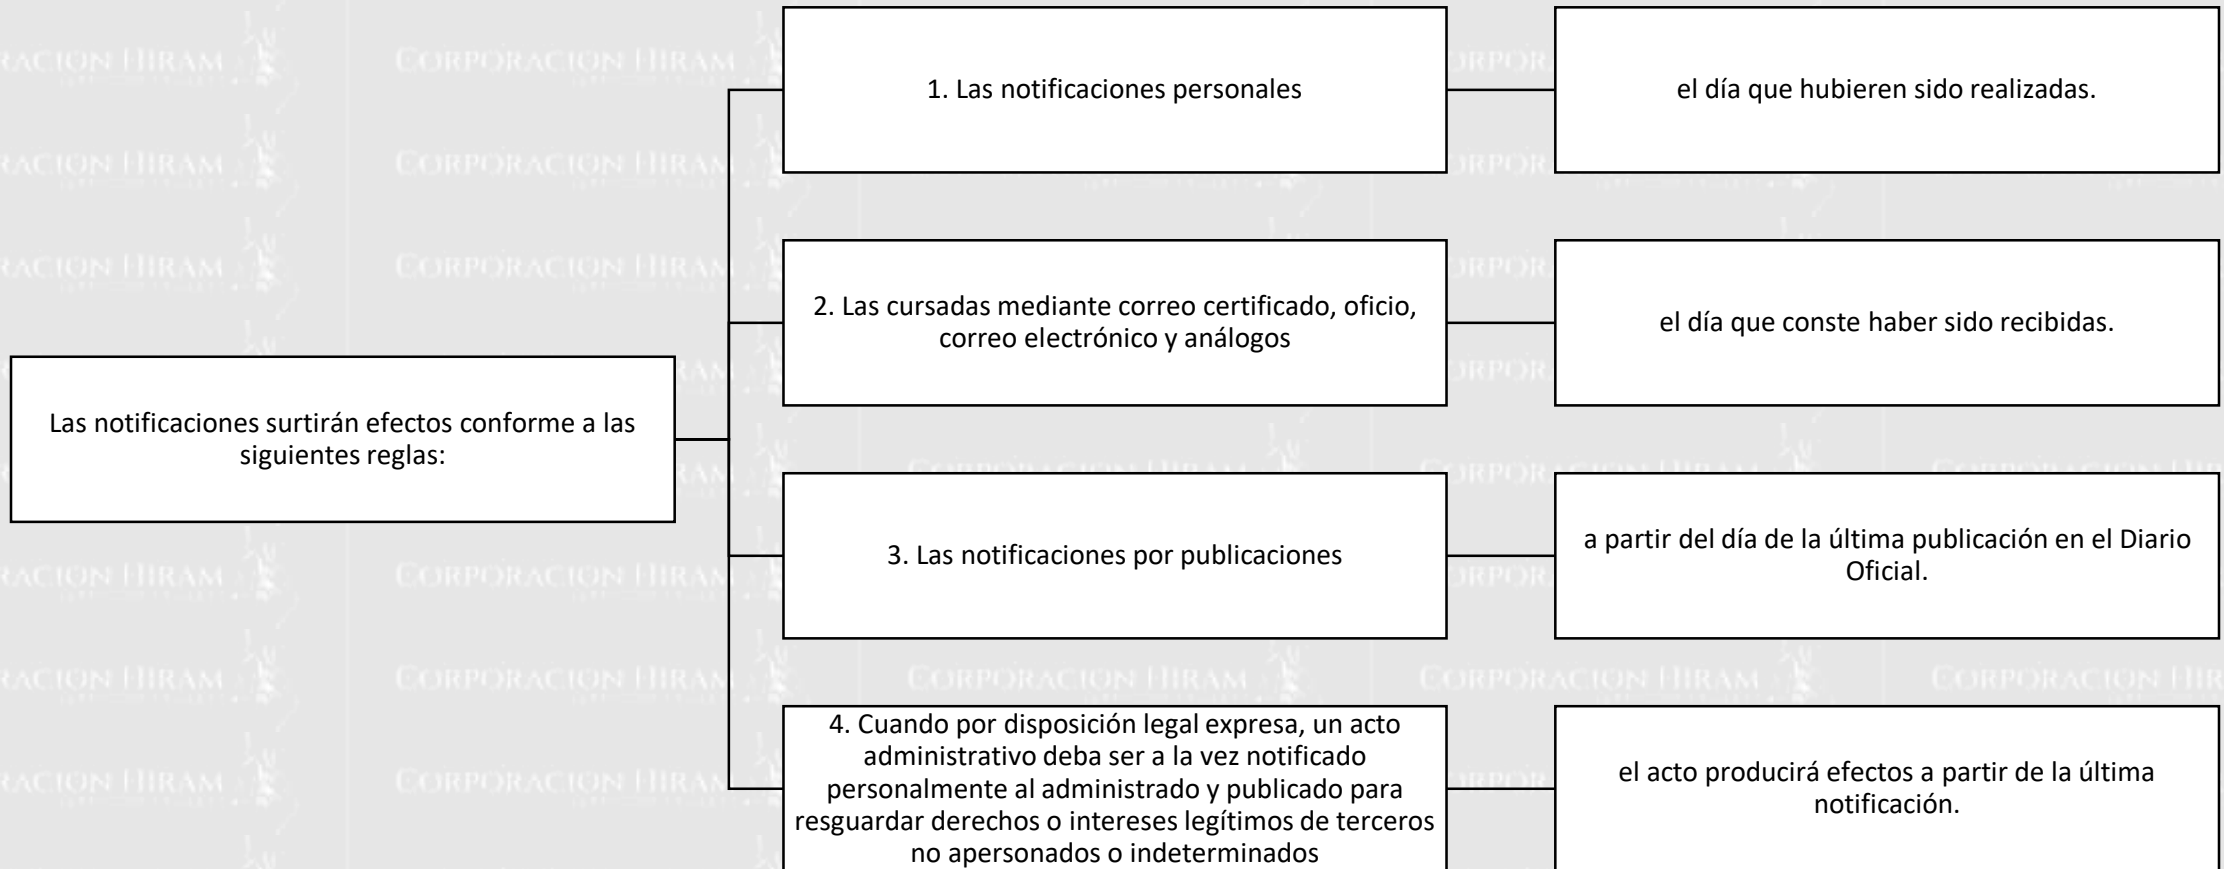 Las notificaciones surtirán efectos conforme a las
siguientes reglas:
1. Las notificaciones personales
el día que hubieren sido realizadas.
2. Las cursadas mediante correo certificado, oficio,
correo electrónico y análogos
el día que conste haber sido recibidas.
3. Las notificaciones por publicaciones
a partir del día de la última publicación en el Diario
Oficial.
4. Cuando por disposición legal expresa, un acto
administrativo deba ser a la vez notificado
personalmente al administrado y publicado para
resguardar derechos o intereses legítimos de terceros
no apersonados o indeterminados
el acto producirá efectos a partir de la última
notificación.
CORPORACION HIRAM